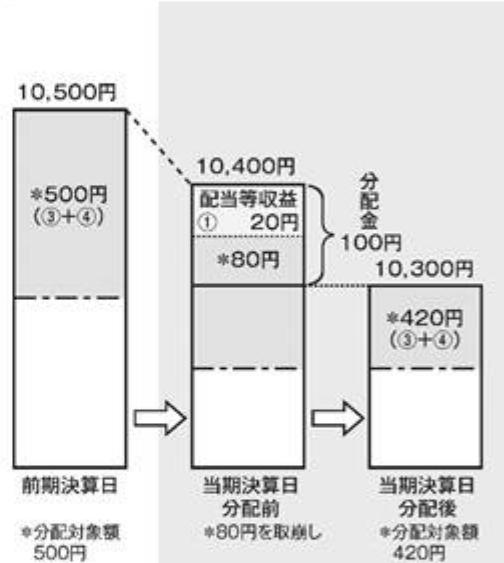 10,500円
*500円
(③+④)
前期決算日
*分配対象額
500円
10,400円
配当等収益
① 20円
*80円
分配金
100円
当期決算日
分配前
*80円を取崩し
10,300円
*420円
(③+④)
当期決算日
分配後
*分配対象額
420円